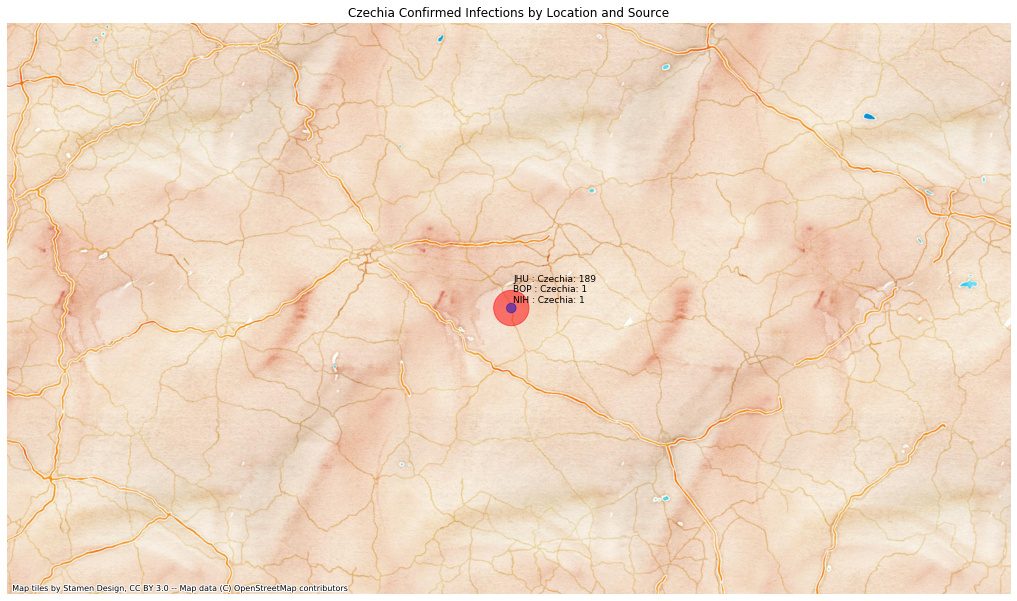 Czechia Confirmed Infections by Location and Source
JHU : Czechia: 189
BOP : Czechia: 1
NIH : Czechia: 1
Map tiles by Stamen Design, CC BY 3.0 -- Map data (C) OpenStreetMap contributors